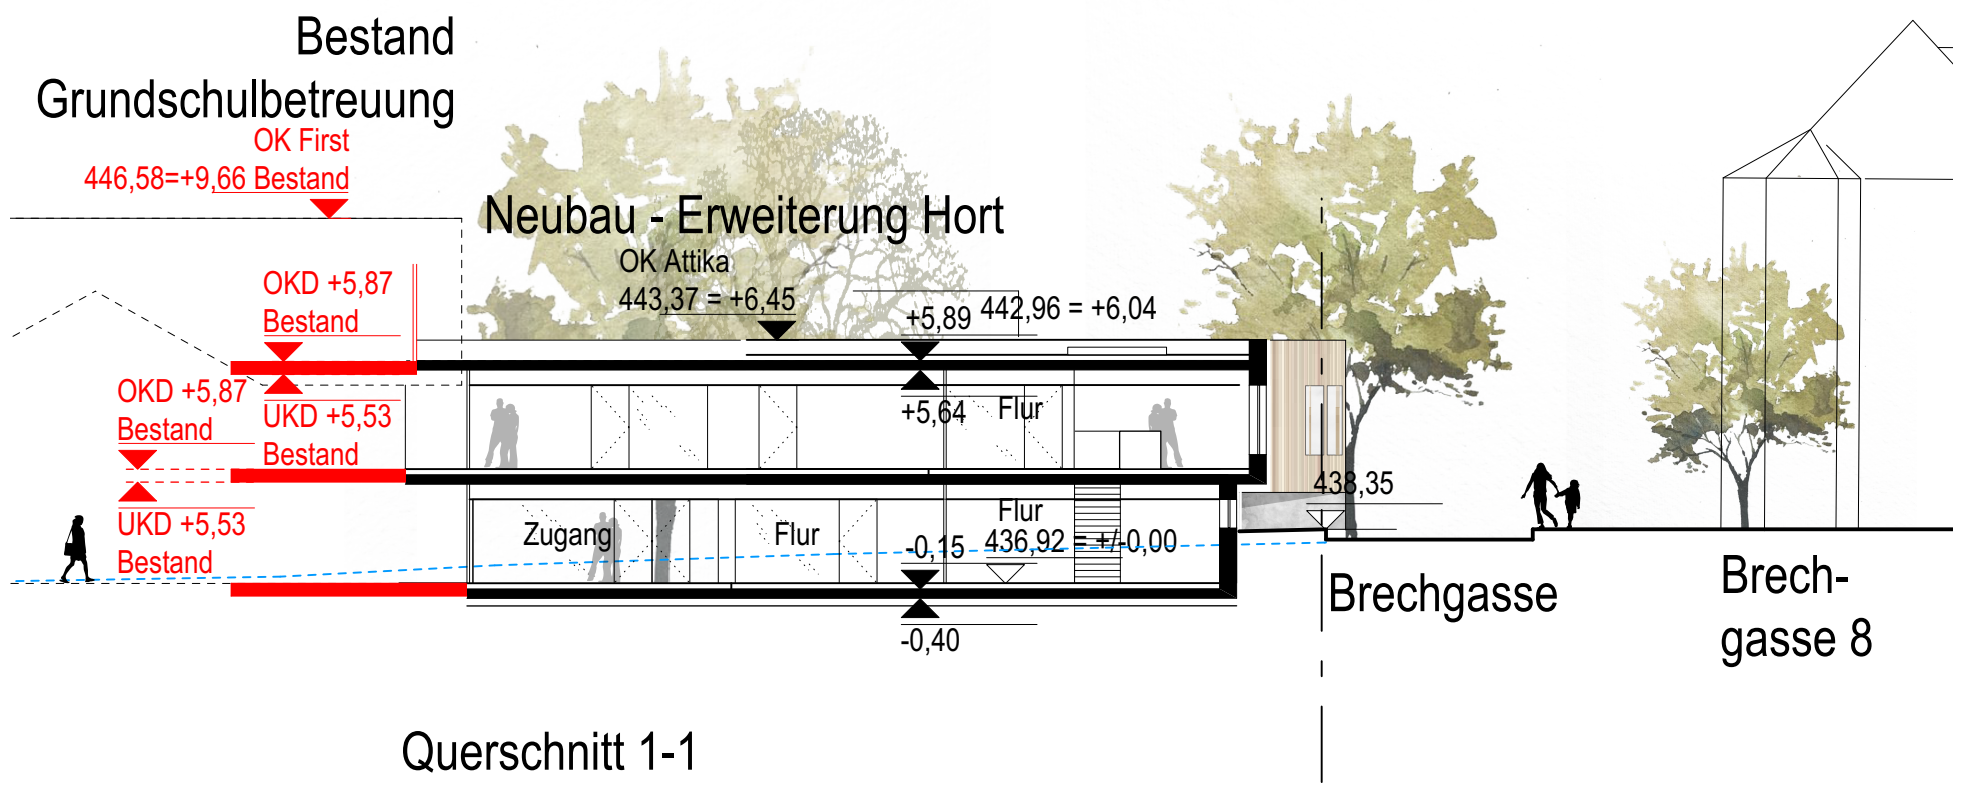 Bestand
Grundschulbetreuung
OK First
446,58=+9,66 Bestand
Neubau - Erweiterung Hort
OK Attika
443,37 = +6,45
OKD +5,87
Bestand
+5,89
442,96 = +6,04
OKD +5,87
Bestand
UKD +5,53
Bestand
+5,64
Flur
438,35
UKD +5,53
Bestand
Zugang
Flur
Flur
-0,15
436,92 = +/-0,00
-0,40
Brechgasse
Brech-
gasse 8
Querschnitt 1-1